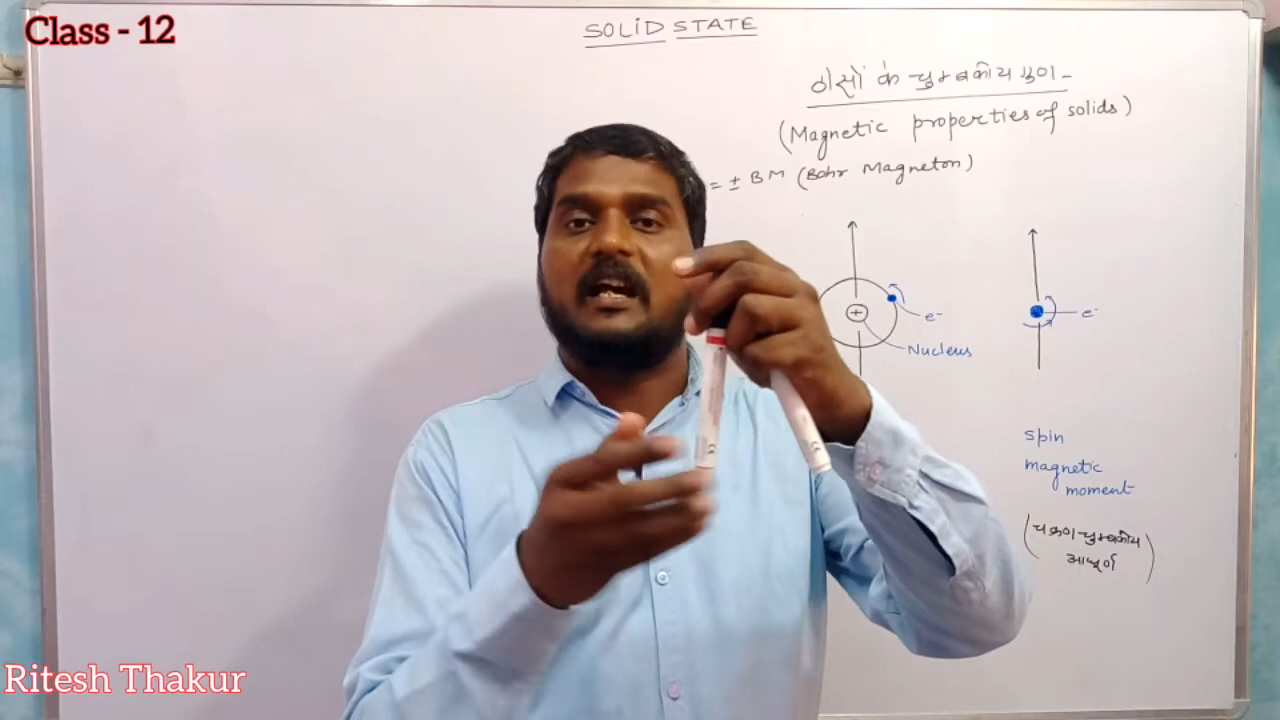 Class - 12
SOLID STATE
ठोसों के चुम्बकीय गुण -
(Magnetic properties of solids)
= ± BM (Bohr Magneton)
e-
e-
Nucleus
+
spin
magnetic
moment
(चक्रण चुम्बकीय
आघूर्ण)
Ritesh Thakur